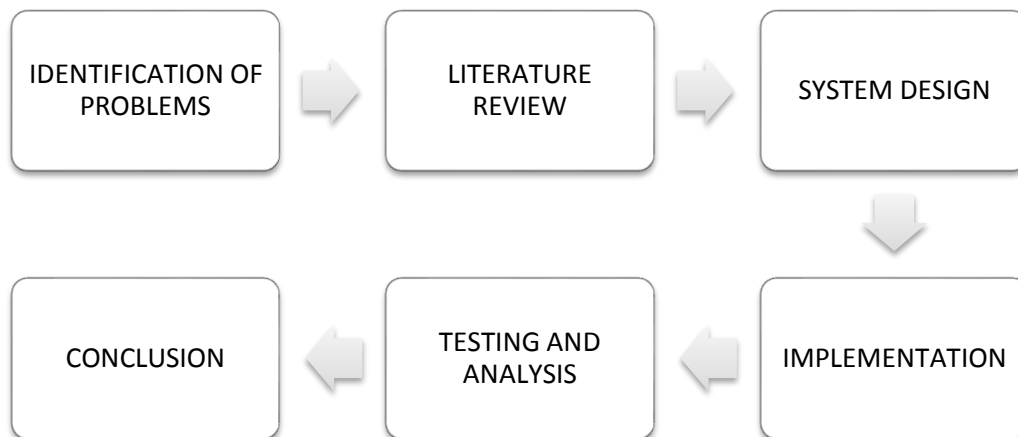 IDENTIFICATION OF
PROBLEMS
LITERATURE
REVIEW
SYSTEM DESIGN
IMPLEMENTATION
TESTING AND
ANALYSIS
CONCLUSION